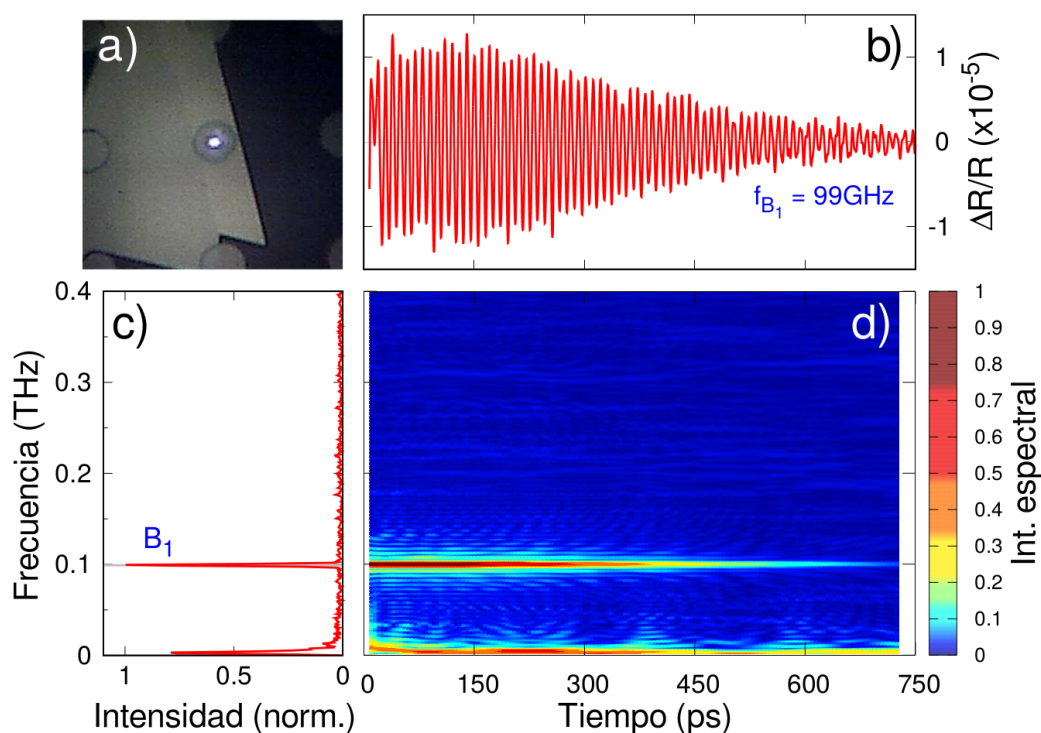 a)
b)
1
0
-1
ΔR/R (x10⁻⁵)
f_B₁ = 99GHz
c)
0.4
0.3
0.2
0.1
0
Frecuencia (THz)
B₁
1 0.5 0
Intensidad (norm.)
d)
0 150 300 450 600 750
Tiempo (ps)
1
0.9
0.8
0.7
0.6
0.5
0.4
0.3
0.2
0.1
0
Int. espectral